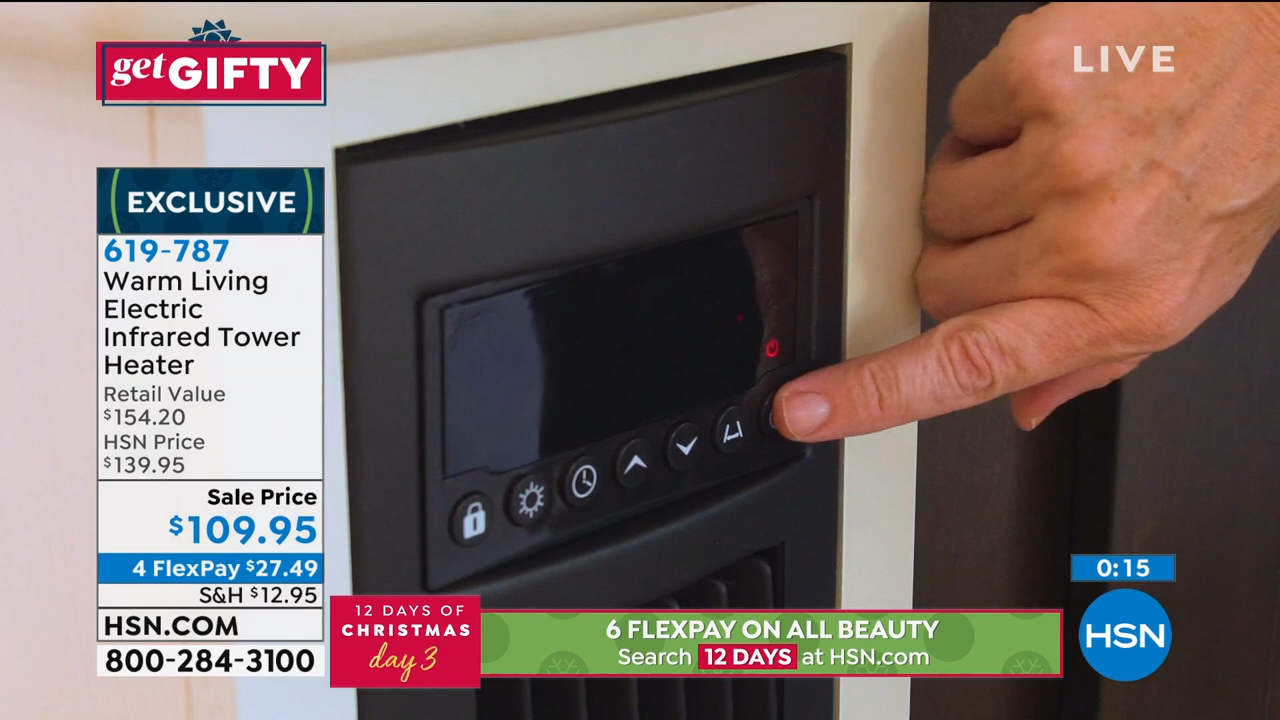 get GIFTY
LIVE
EXCLUSIVE
619-787
Warm Living
Electric
Infrared Tower
Heater
Retail Value
$154.20
HSN Price
$139.95
Sale Price
$109.95
4 FlexPay $27.49
S&H $12.95
HSN.COM
800-284-3100
12 DAYS OF
CHRISTMAS
day 3
6 FLEXPAY ON ALL BEAUTY
Search 12 DAYS at HSN.com
0:15
HSN